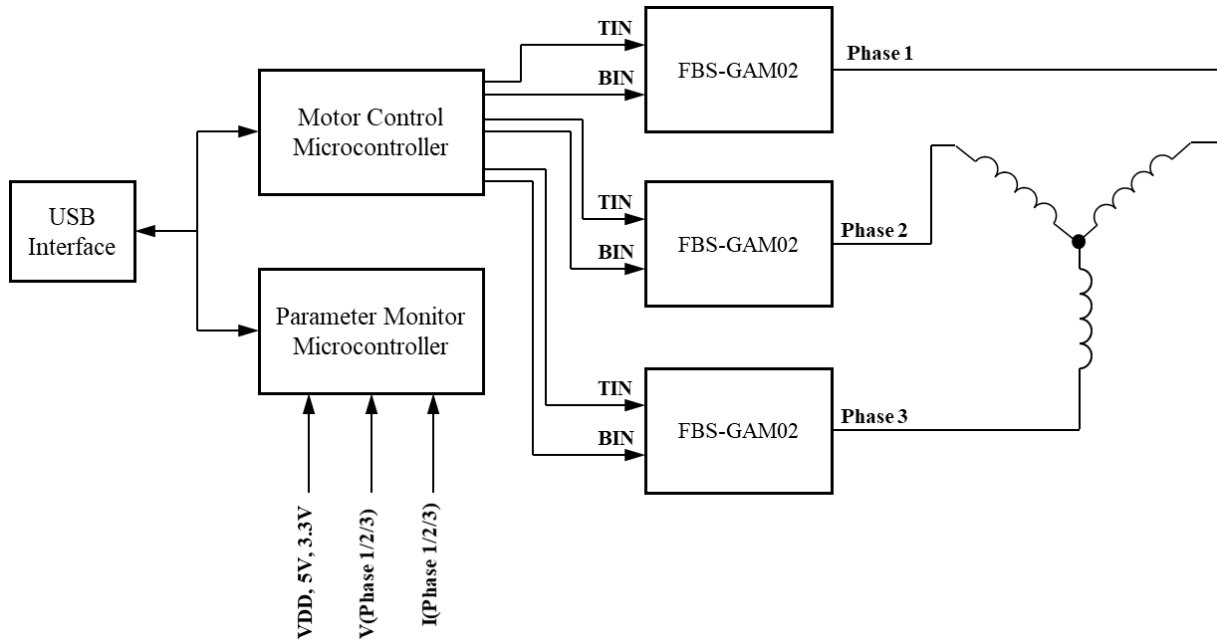 TIN
BIN
FBS-GAM02
Phase 1
Motor Control
Microcontroller
USB
Interface
TIN
BIN
FBS-GAM02
Phase 2
Parameter Monitor
Microcontroller
TIN
BIN
FBS-GAM02
Phase 3
VDD, 5V, 3.3V
V(Phase 1/2/3)
I(Phase 1/2/3)